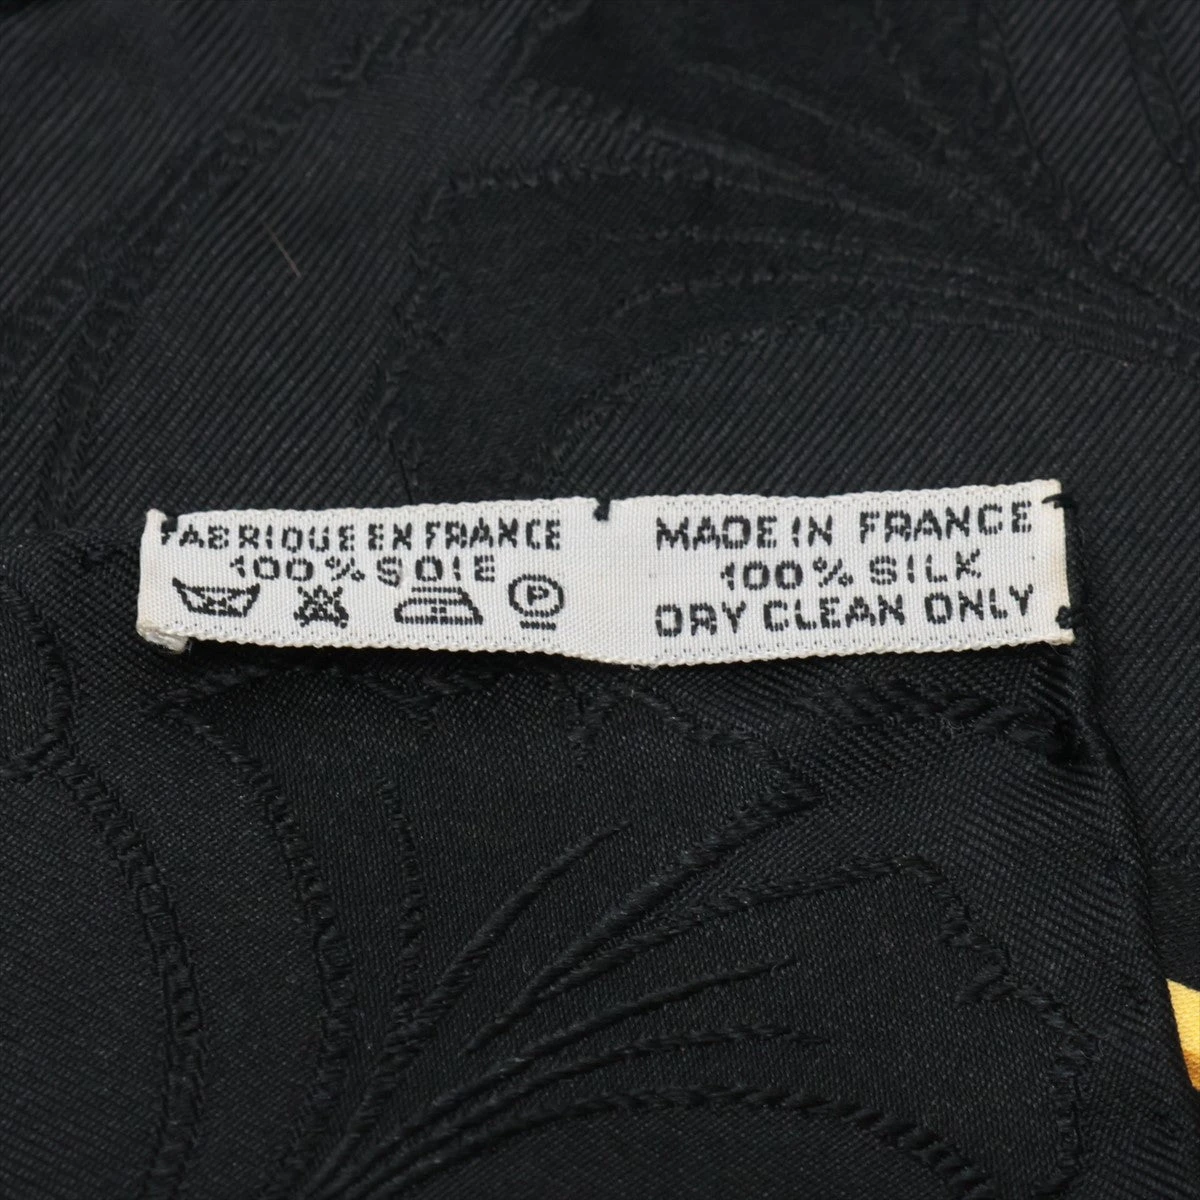 FABRIQUE EN FRANCE
100% SOIE
P
MADE IN FRANCE
100% SILK
DRY CLEAN ONLY